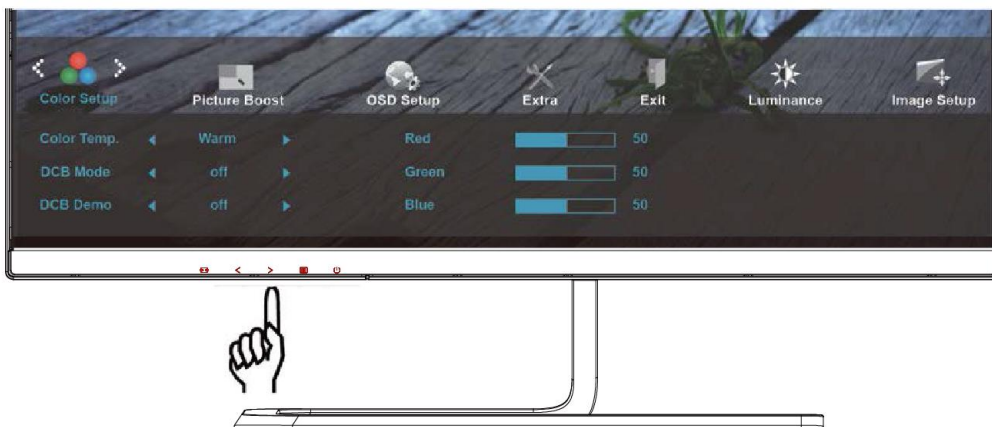 Color Setup Picture Boost OSD Setup Extra Exit Luminance Image Setup
Color Temp. Warm Red 50
DCB Mode off Green 50
DCB Demo off Blue 50